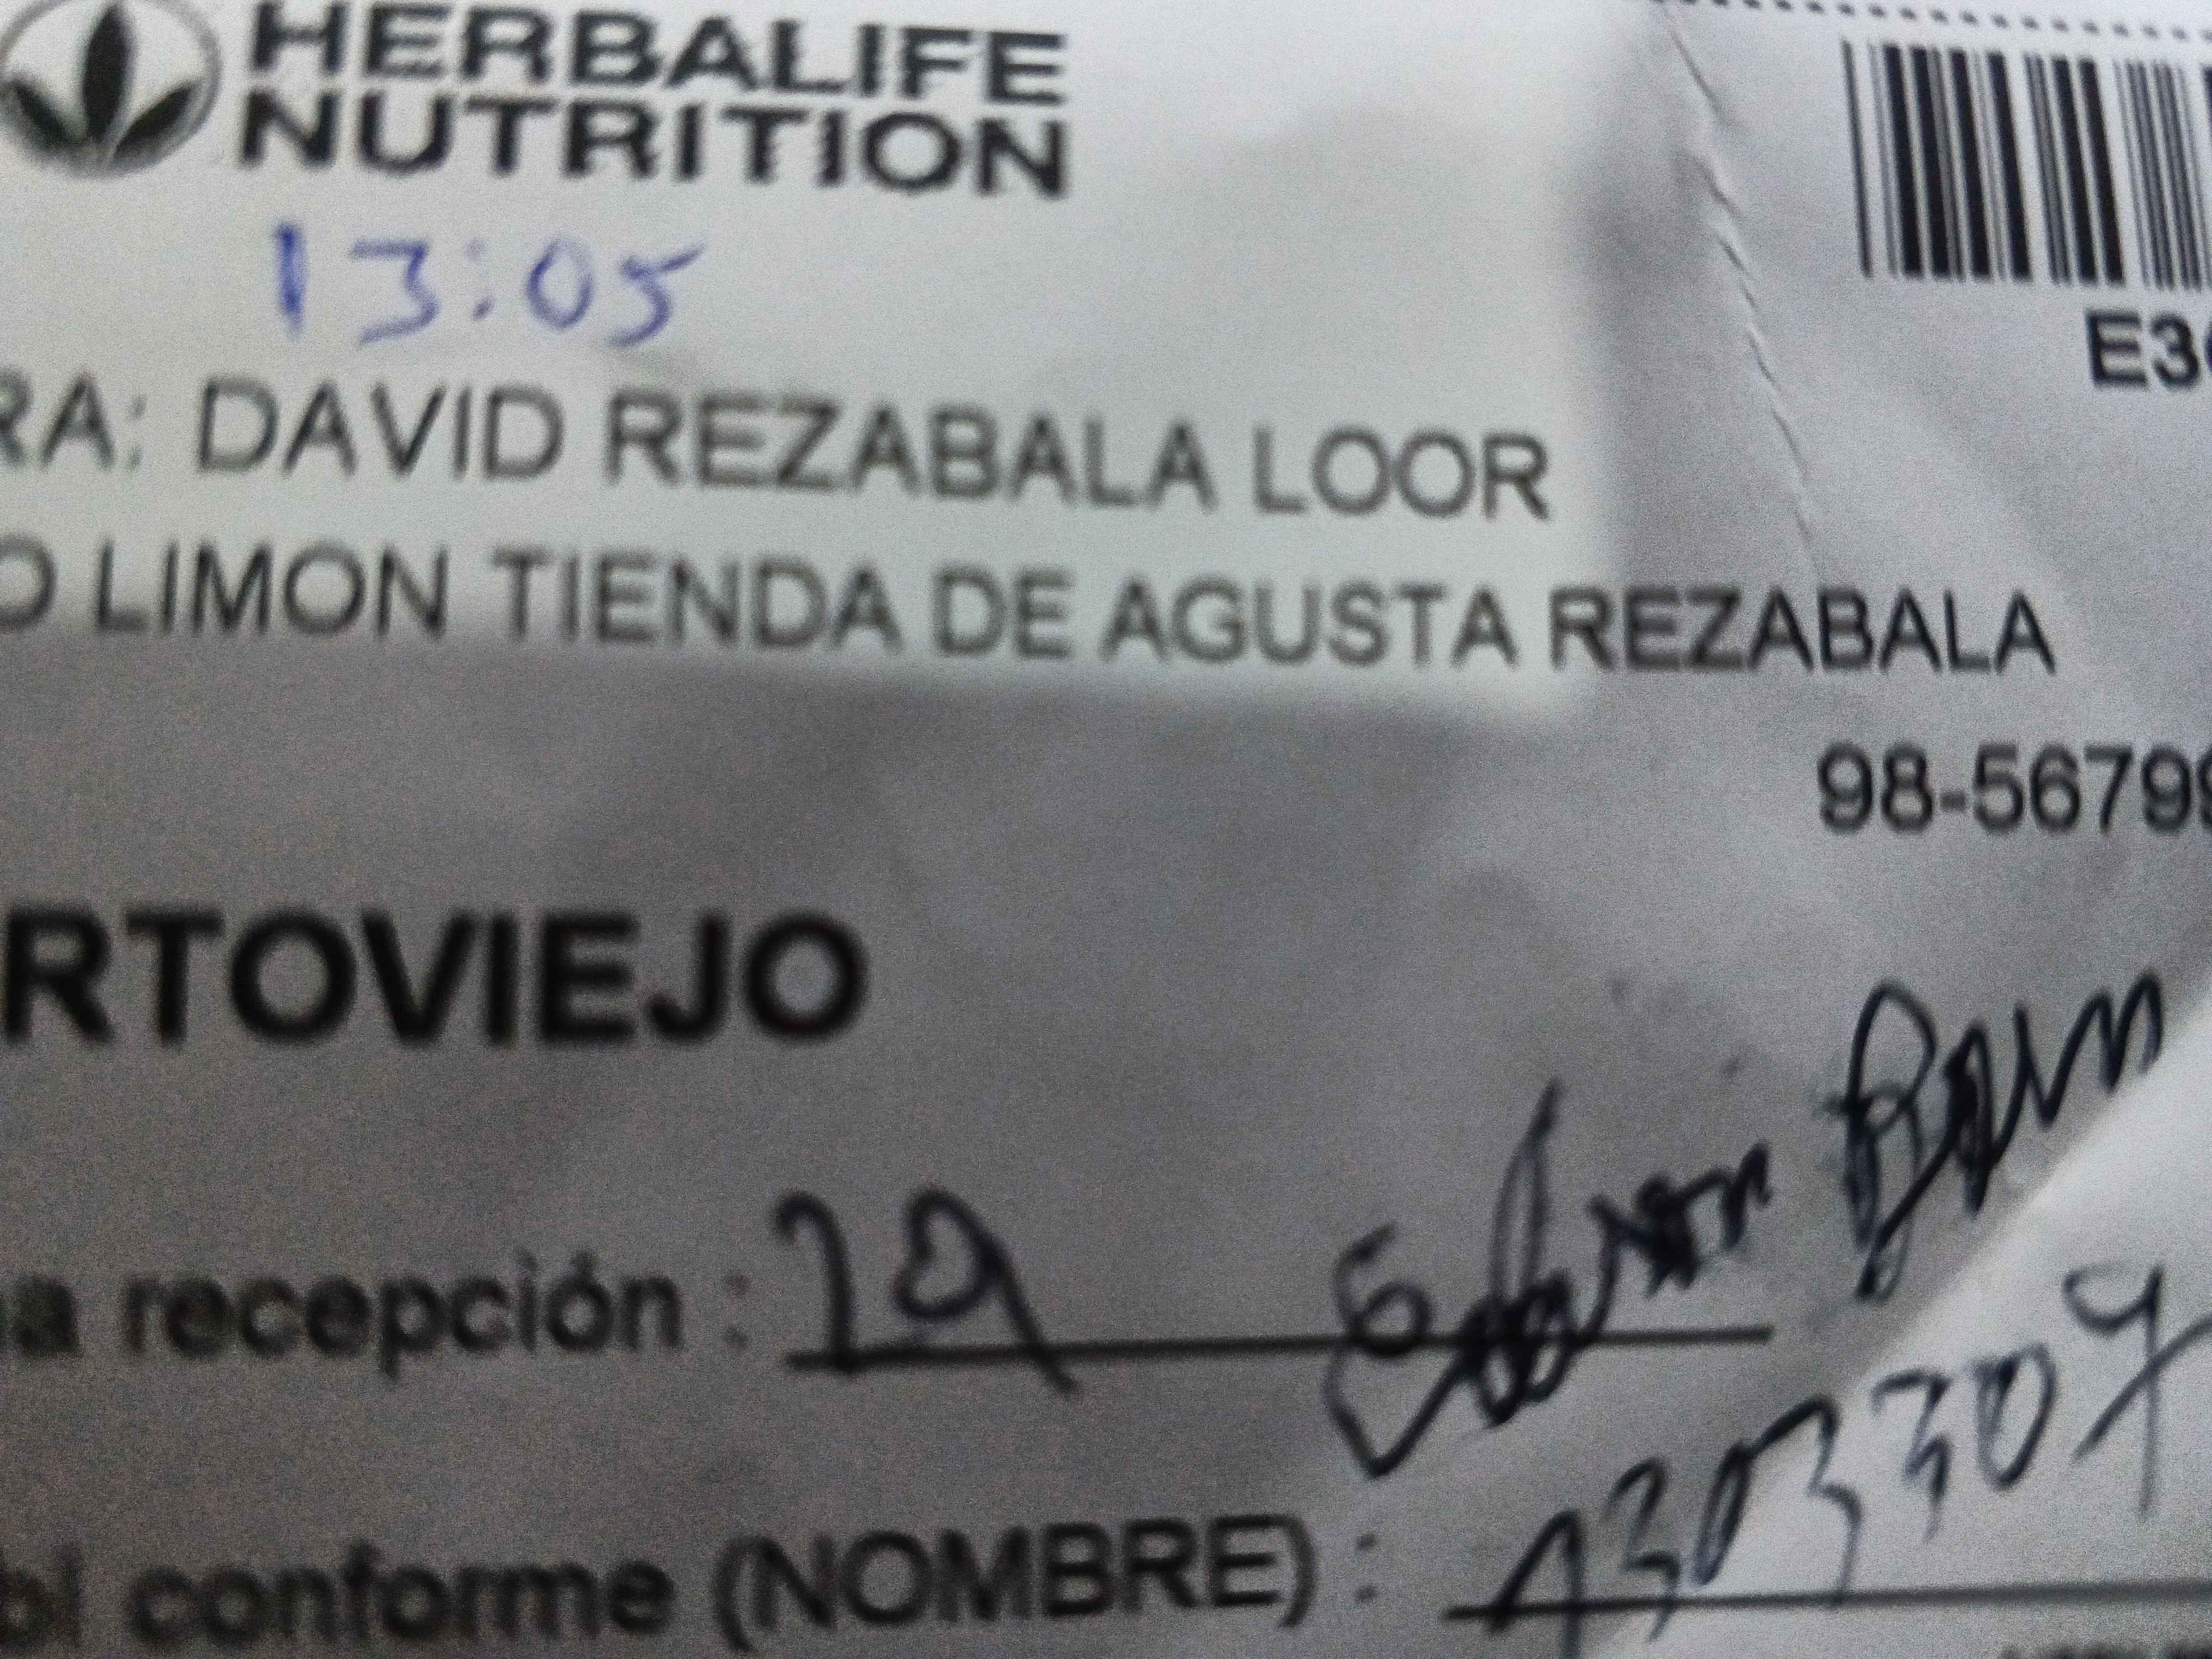 HERBALIFE
NUTRITION
13:05
RA: DAVID REZABALA LOOR
O LIMON TIENDA DE AGUSTA REZABALA
E3
98-5679
RTOVIEJO
a recepción :
conforme (NOMBRE) :